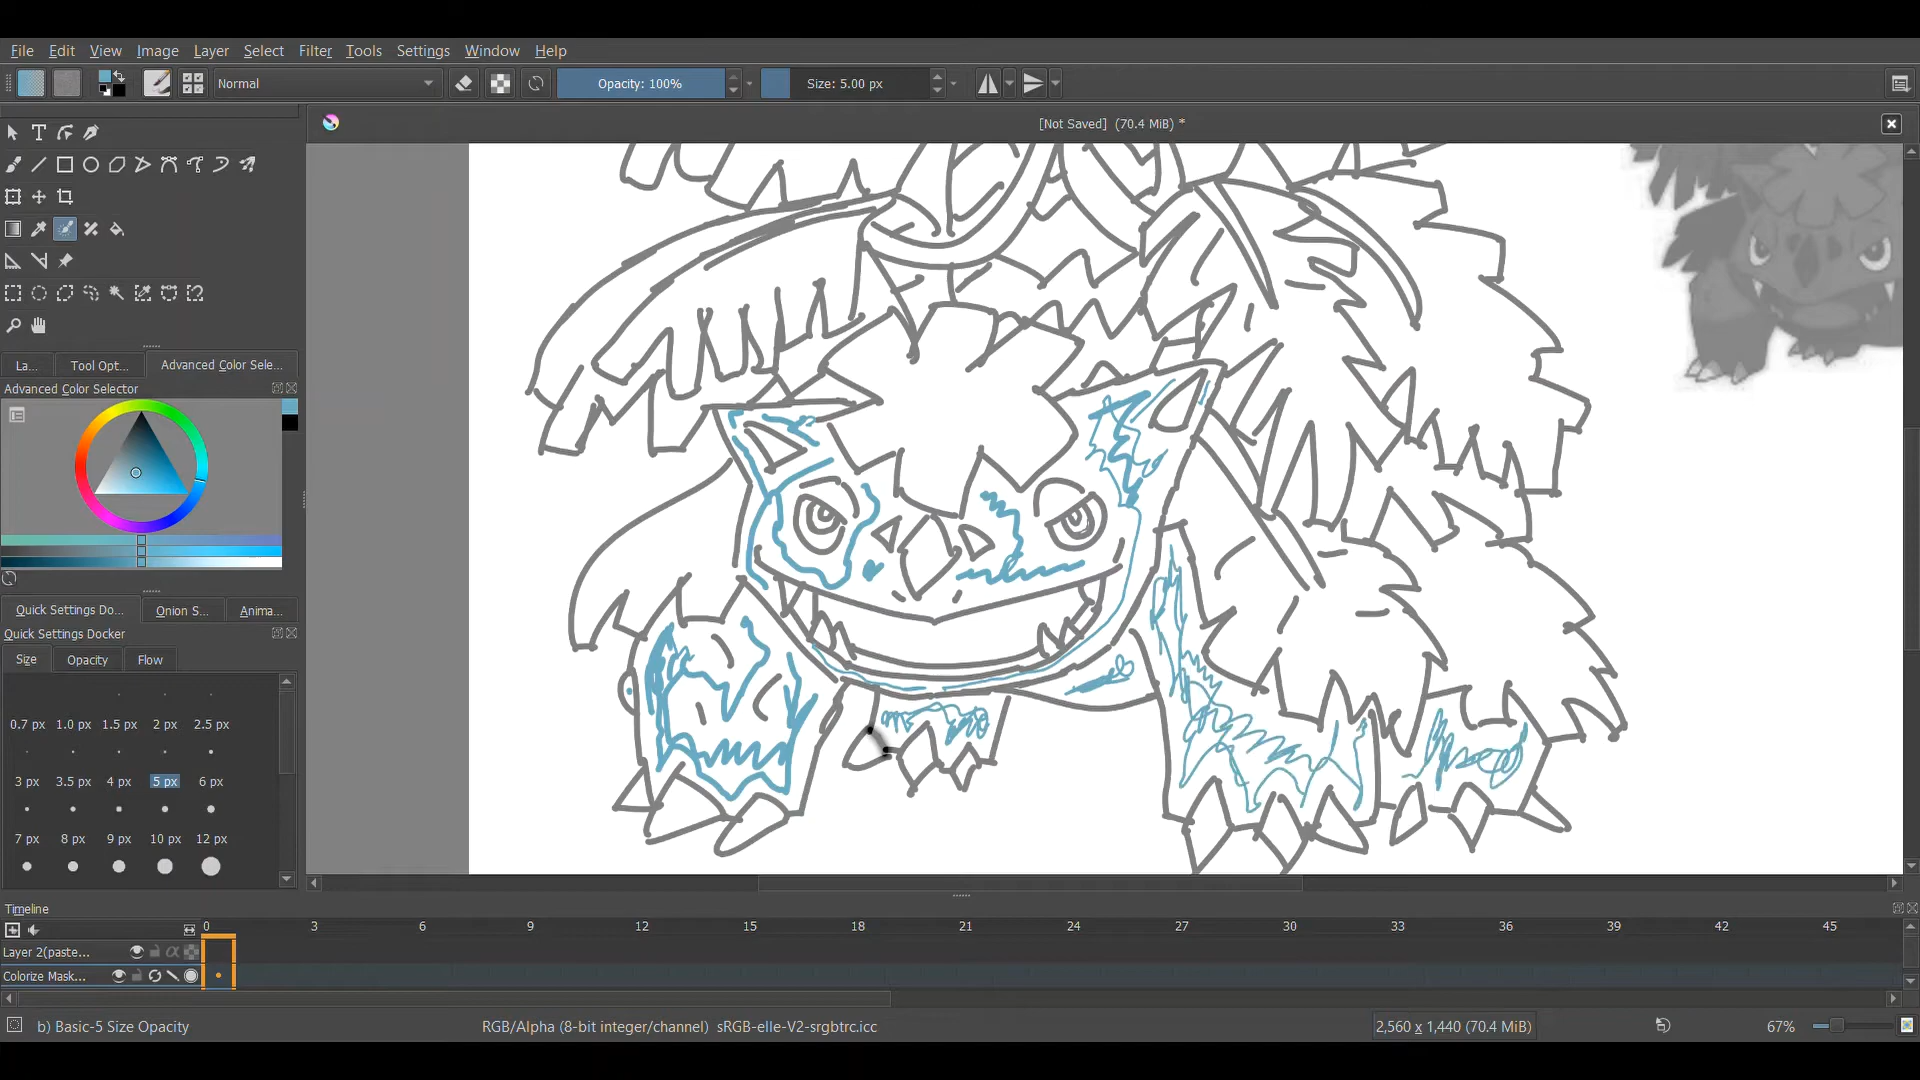 File Edit View Image Layer Select Filter Tools Settings Window Help
Normal Opacity: 100% Size: 5.00 px
[Not Saved] (70.4 MiB) *
La... Tool Opt... Advanced Color Sele...
Advanced Color Selector
Quick Settings Do... Onion S... Anima...
Quick Settings Docker
Size Opacity Flow
0.7 px 1.0 px 1.5 px 2 px 2.5 px
3 px 3.5 px 4 px 5 px 6 px
7 px 8 px 9 px 10 px 12 px
Timeline
0 3 6 9 12 15 18 21 24 27 30 33 36 39 42 45
Layer 2(paste...
Colorize Mask...
b) Basic-5 Size Opacity RGB/Alpha (8-bit integer/channel) sRGB-elle-V2-srgbtrc.icc 2,560 x 1,440 (70.4 MiB) 67%